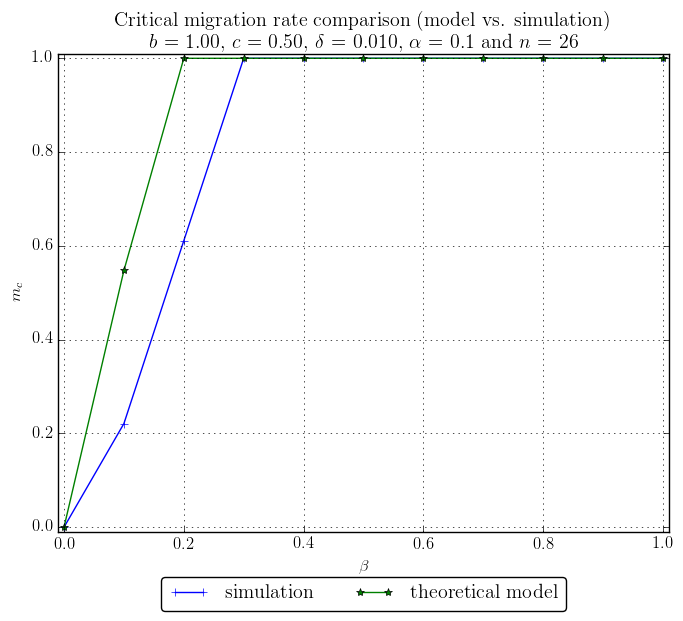 Critical migration rate comparison (model vs. simulation)
b = 1.00, c = 0.50, δ = 0.010, α = 0.1 and n = 26
1.0
0.8
0.6
m_c
0.4
0.2
0.0
0.0 0.2 0.4 0.6 0.8 1.0
β
simulation theoretical model